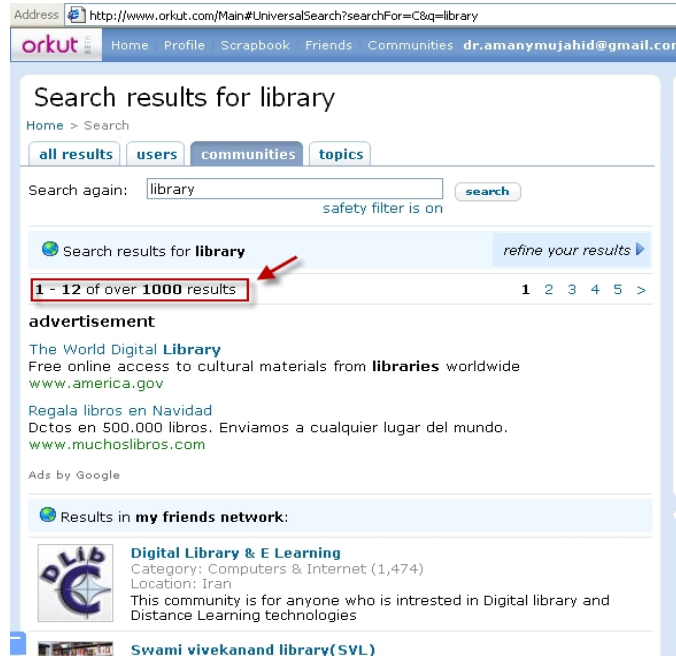 Address http://www.orkut.com/Main#UniversalSearch?searchFor=C&q=library
orkut BETA Home Profile Scrapbook Friends Communities dr.amanymujahid@gmail.com
Search results for library
Home > Search
all results users communities topics
Search again: library search
safety filter is on
Search results for library refine your results
1 - 12 of over 1000 results 1 2 3 4 5 >
advertisement
The World Digital Library
Free online access to cultural materials from libraries worldwide
www.america.gov
Regala libros en Navidad
Dctos en 500.000 libros. Enviamos a cualquier lugar del mundo.
www.muchoslibros.com
Ads by Google
Results in my friends network:
DLib
Digital Library & E Learning
Category: Computers & Internet (1,474)
Location: Iran
This community is for anyone who is intrested in Digital library and
Distance Learning technologies
Swami vivekanand library(SVL)